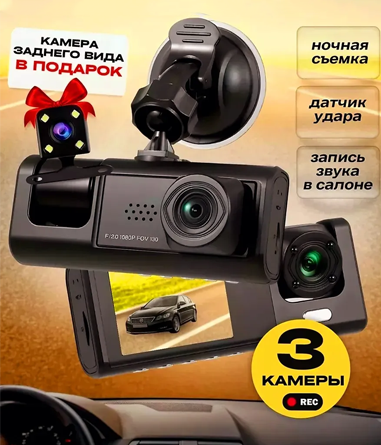 КАМЕРА
ЗАДНЕГО ВИДА
В ПОДАРОК
ночная
съемка
датчик
удара
запись
звука
в салоне
F/2.0 1080P FOV 130
3
КАМЕРЫ
REC